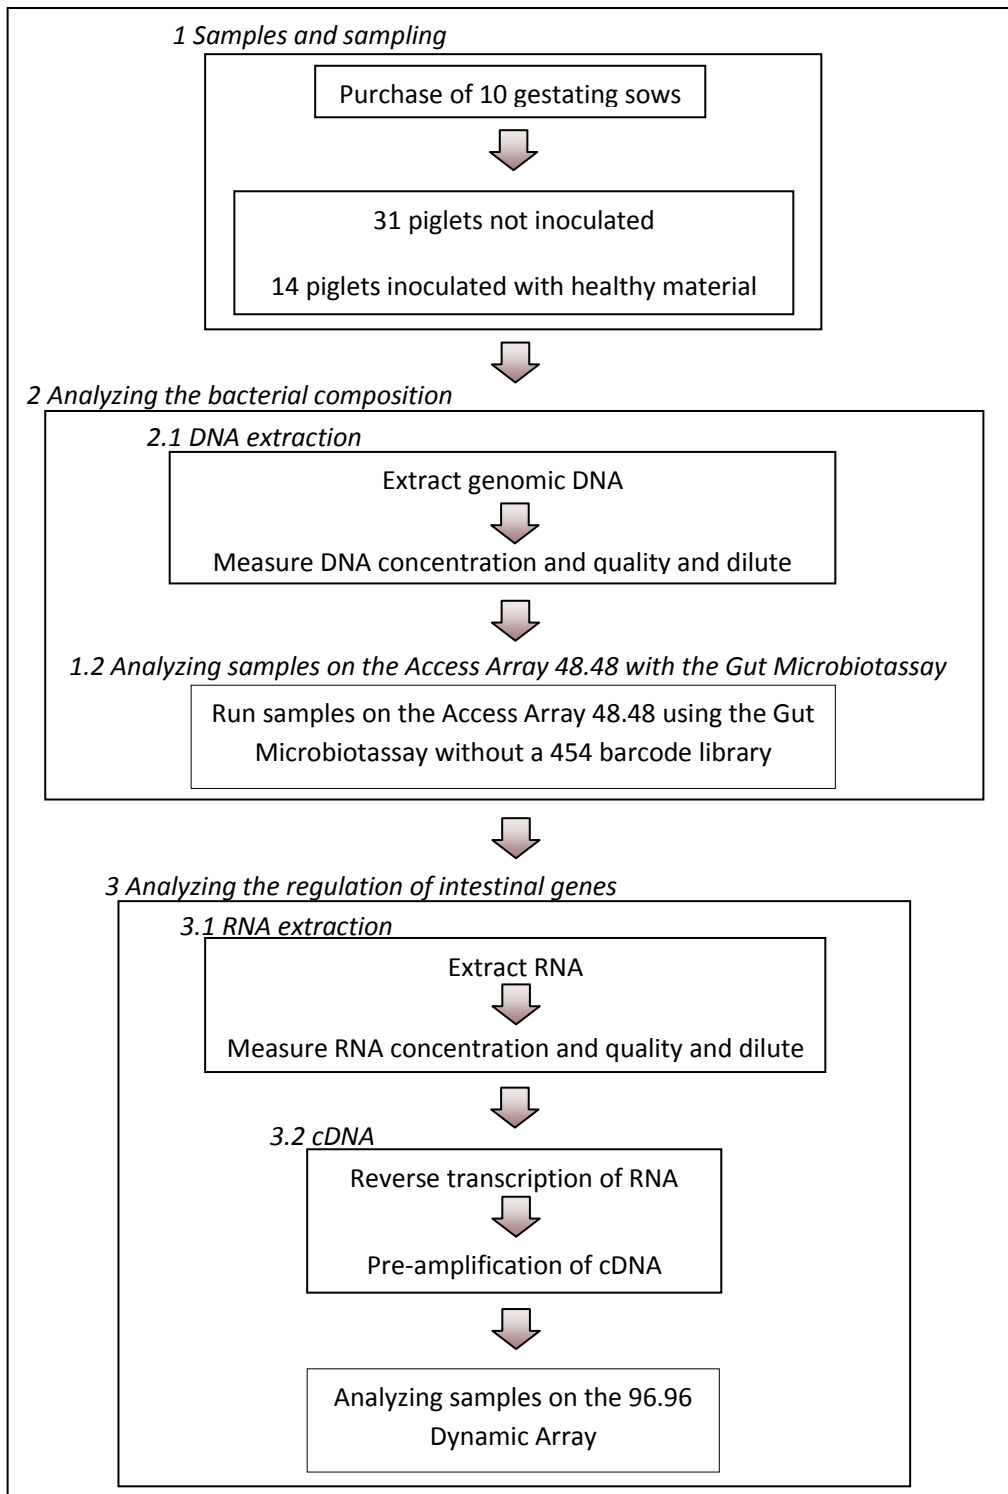 1 Samples and sampling
Purchase of 10 gestating sows
31 piglets not inoculated
14 piglets inoculated with healthy material
2 Analyzing the bacterial composition
2.1 DNA extraction
Extract genomic DNA
Measure DNA concentration and quality and dilute
1.2 Analyzing samples on the Access Array 48.48 with the Gut Microbiotassay
Run samples on the Access Array 48.48 using the Gut
Microbiotassay without a 454 barcode library
3 Analyzing the regulation of intestinal genes
3.1 RNA extraction
Extract RNA
Measure RNA concentration and quality and dilute
3.2 cDNA
Reverse transcription of RNA
Pre-amplification of cDNA
Analyzing samples on the 96.96
Dynamic Array